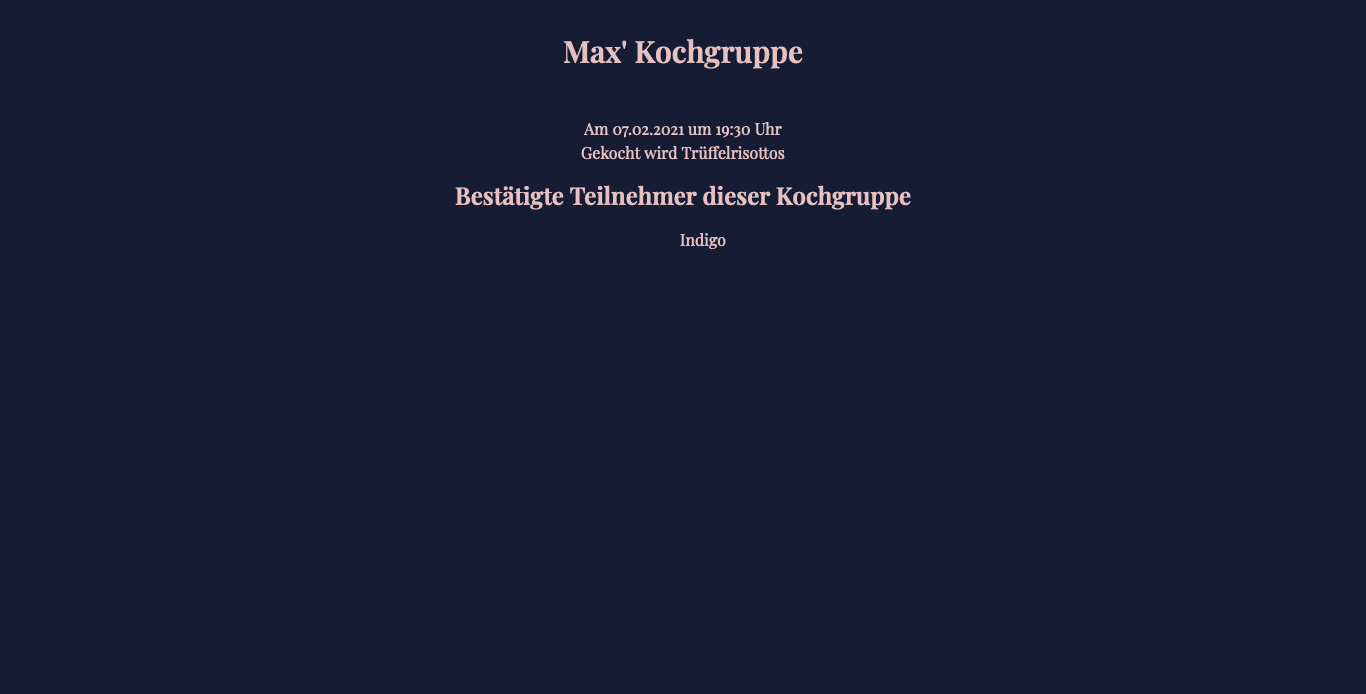 Max' Kochgruppe
Am 07.02.2021 um 19:30 Uhr
Gekocht wird Trüffelrisottos
Bestätigte Teilnehmer dieser Kochgruppe
Indigo